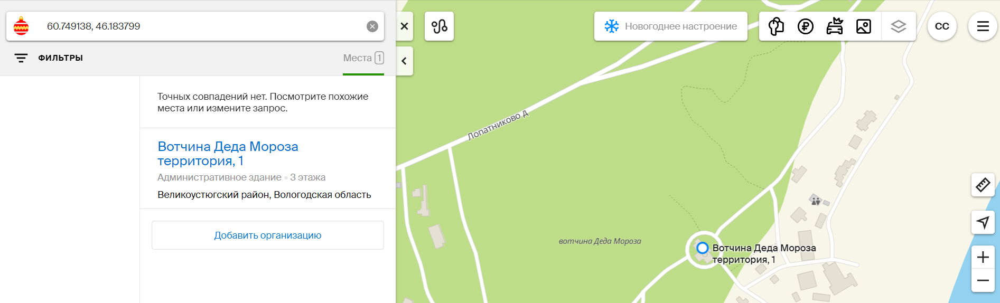 60.749138, 46.183799
ФИЛЬТРЫ
Места 1
Точных совпадений нет. Посмотрите похожие
места или измените запрос.
Вотчина Деда Мороза
территория, 1
Административное здание • 3 этажа
Великоустюгский район, Вологодская область
Добавить организацию
Новогоднее настроение
CC
Лопатниково д
вотчина Деда Мороза
Вотчина Деда Мороза
территория, 1